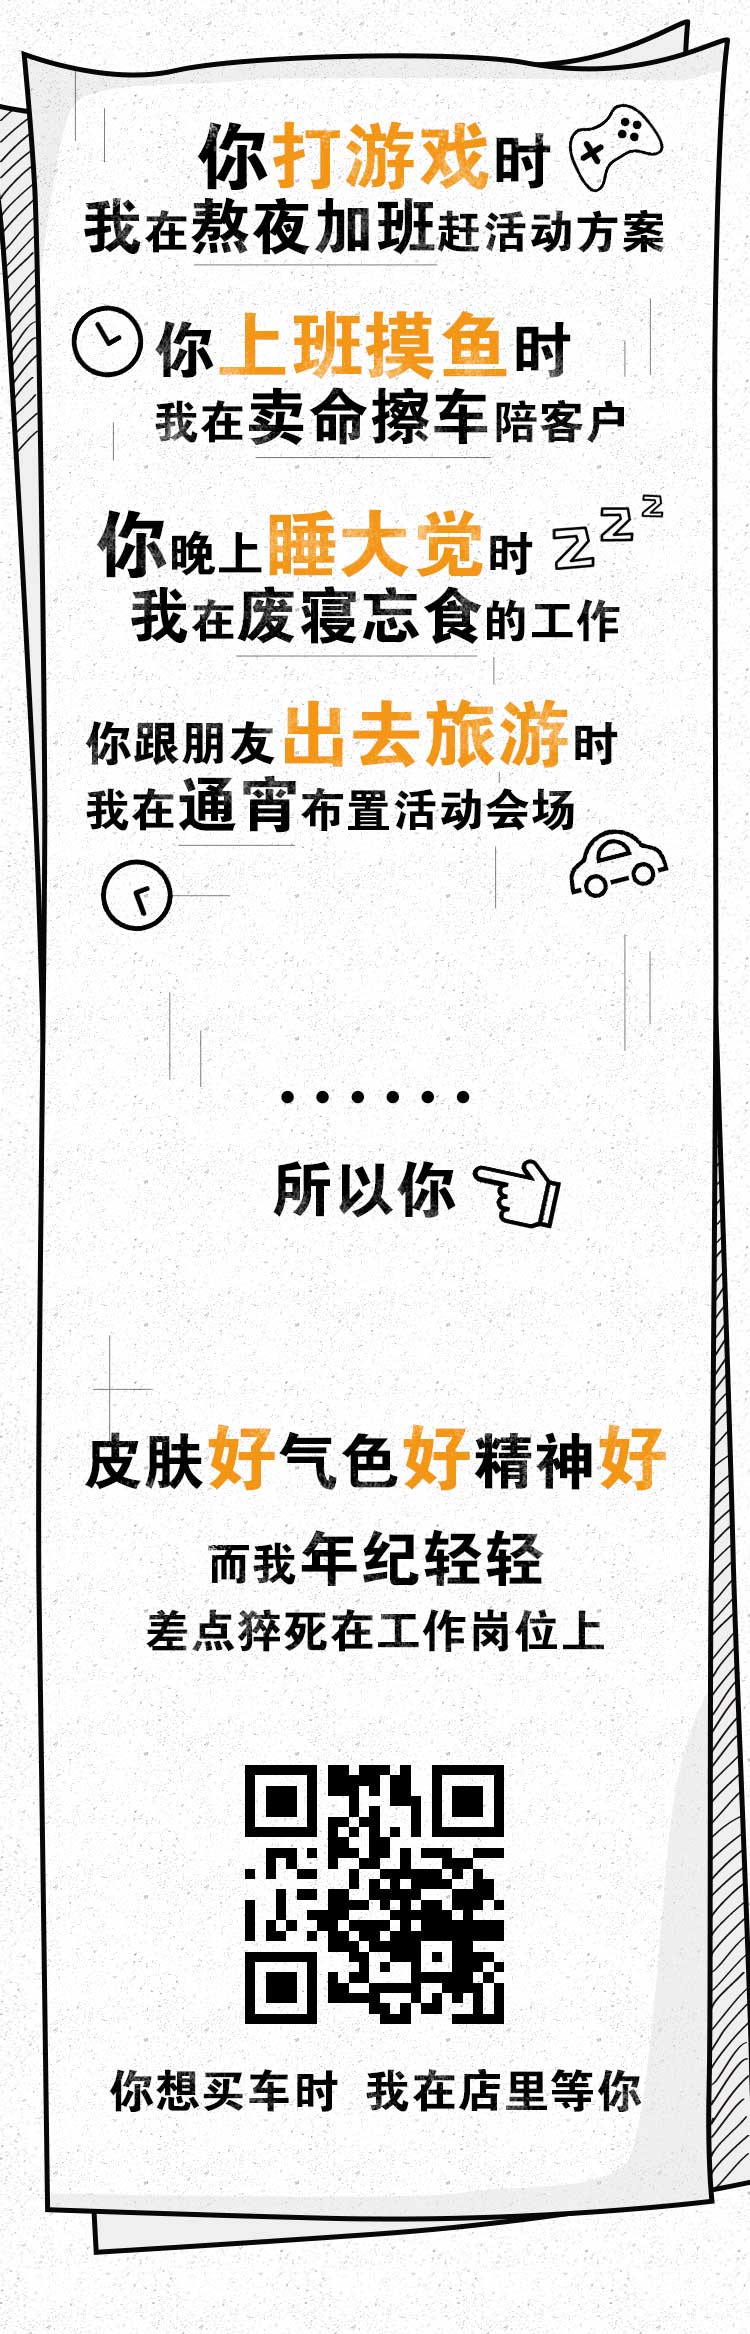 你打游戏时
我在熬夜加班赶活动方案
你上班摸鱼时
我在卖命擦车陪客户
你晚上睡大觉时
zzz
我在废寝忘食的工作
你跟朋友出去旅游时
我在通宵布置活动会场
······
所以你
皮肤好气色好精神好
而我年纪轻轻
差点猝死在工作岗位上
你想买车时 我在店里等你